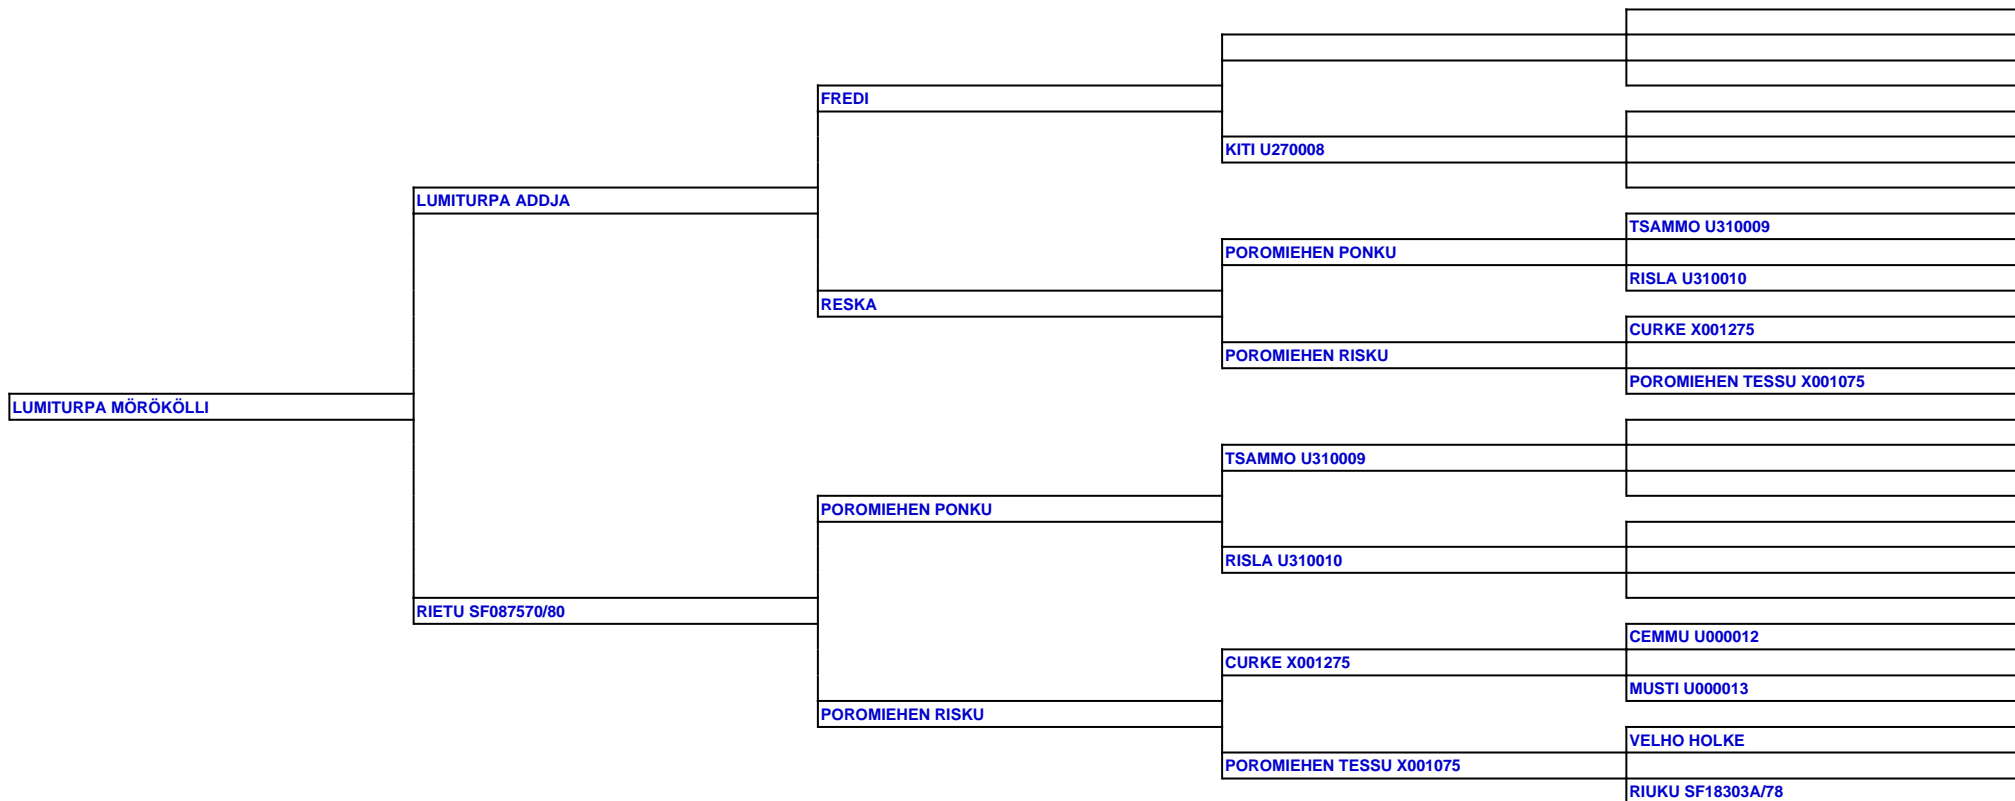 FREDI
KITI U270008
LUMITURPA ADDJA
TSAMMO U310009
POROMIEHEN PONKU
RISLA U310010
RESKA
CURKE X001275
POROMIEHEN RISKU
POROMIEHEN TESSU X001075
LUMITURPA MÖRÖKÖLLI
TSAMMO U310009
POROMIEHEN PONKU
RISLA U310010
RIETU SF087570/80
CEMMU U000012
CURKE X001275
MUSTI U000013
POROMIEHEN RISKU
VELHO HOLKE
POROMIEHEN TESSU X001075
RIUKU SF18303A/78